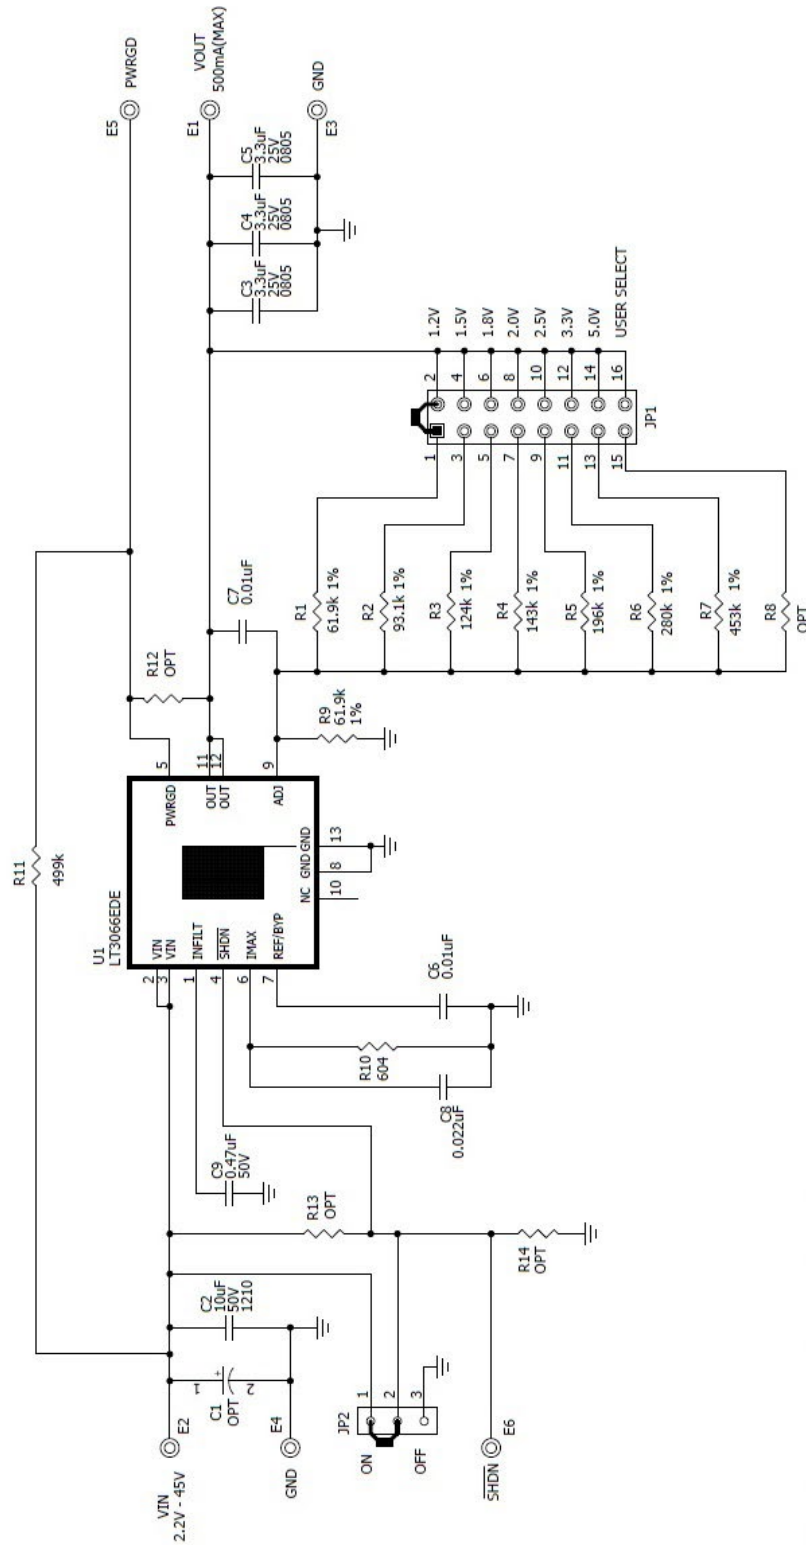 R11
499k
E5
PWRGD
R12
OPT
VOUT
500mA(MAX)
E1
C3
3.3uF
25V
0805
C4
3.3uF
25V
0805
C5
3.3uF
25V
0805
GND
E3
C7
0.01uF
U1
LT3066EDE
2
3
1
4
6
7
VIN
VIN
INFILT
SHDN
IMAX
REF/BYP
PWRGD
OUT
OUT
ADJ
NC
GND
GND
5
11
12
9
10
8
13
R9
61.9k
1%
VIN
2.2V - 45V
E2
C1
OPT
1
+
2
C2
10uF
50V
1210
E4
GND
R13
OPT
C9
0.47uF
50V
C8
0.022uF
R10
604
C6
0.01uF
JP2
ON
OFF
1
2
3
SHDN
E6
R14
OPT
R1
61.9k 1%
R2
93.1k 1%
R3
124k 1%
R4
143k 1%
R5
196k 1%
R6
280k 1%
R7
453k 1%
R8
OPT
1
3
5
7
9
11
13
15
2
4
6
8
10
12
14
16
1.2V
1.5V
1.8V
2.0V
2.5V
3.3V
5.0V
USER SELECT
JP1